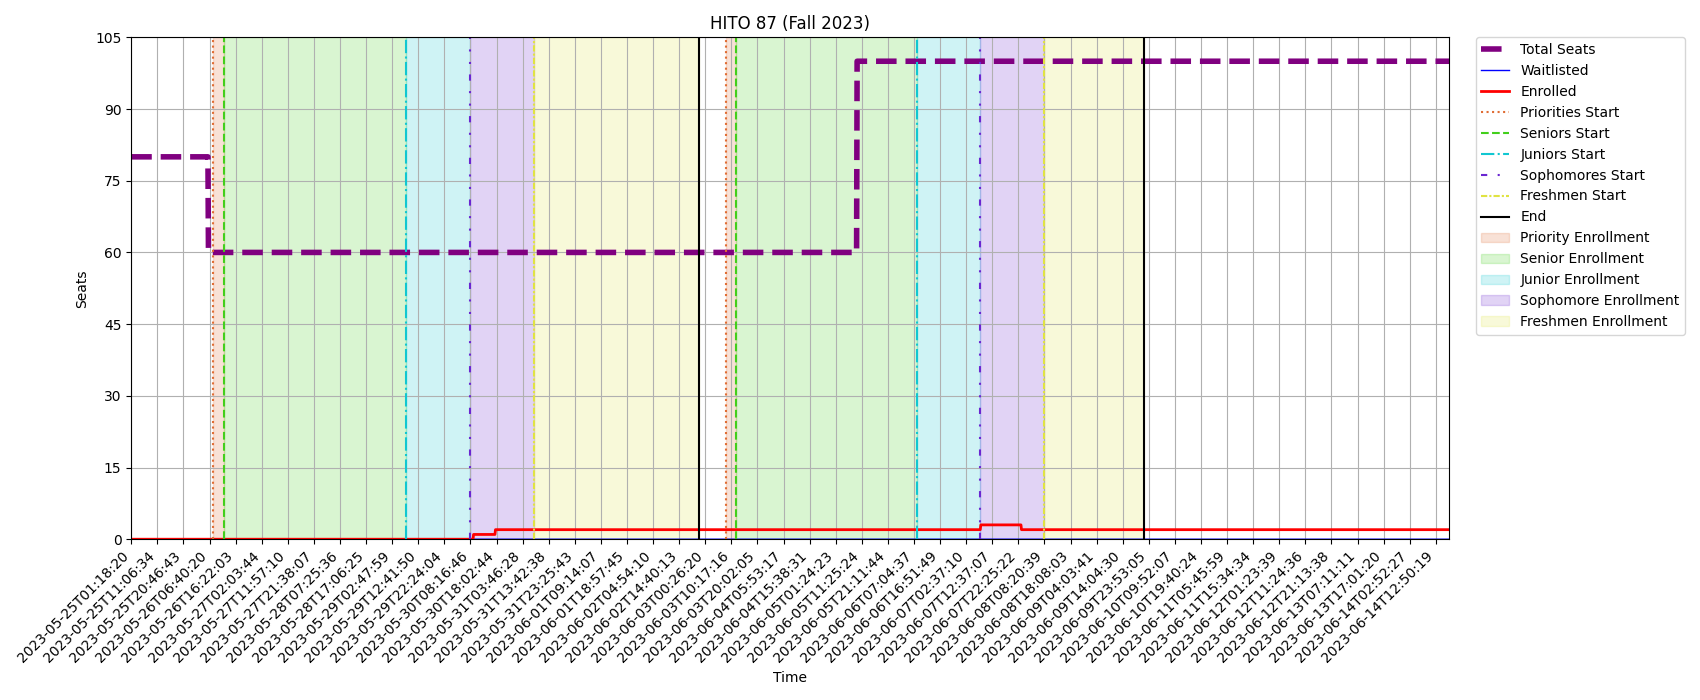 HITO 87 (Fall 2023)
105
90
75
60
45
30
15
0
Seats
2023-05-25T01:18:20
2023-05-25T11:06:34
2023-05-25T20:46:43
2023-05-26T06:40:20
2023-05-26T16:22:03
2023-05-27T02:03:44
2023-05-27T11:57:10
2023-05-27T21:38:07
2023-05-28T07:25:36
2023-05-28T17:06:25
2023-05-29T02:47:59
2023-05-29T12:41:50
2023-05-29T22:24:04
2023-05-30T08:16:46
2023-05-30T18:02:44
2023-05-31T03:46:28
2023-05-31T13:42:38
2023-05-31T23:25:43
2023-06-01T09:14:07
2023-06-01T18:57:45
2023-06-02T04:54:10
2023-06-02T14:40:13
2023-06-03T00:26:20
2023-06-03T10:17:16
2023-06-03T20:02:05
2023-06-04T05:53:17
2023-06-04T15:38:31
2023-06-05T01:24:23
2023-06-05T11:25:24
2023-06-05T21:11:44
2023-06-06T07:04:37
2023-06-06T16:51:49
2023-06-07T02:37:10
2023-06-07T12:37:07
2023-06-07T22:25:22
2023-06-08T08:20:39
2023-06-08T18:08:03
2023-06-09T04:03:41
2023-06-09T14:04:30
2023-06-09T23:53:05
2023-06-10T09:52:07
2023-06-10T19:40:24
2023-06-11T05:45:59
2023-06-11T15:34:34
2023-06-12T01:23:39
2023-06-12T11:24:36
2023-06-12T21:13:38
2023-06-13T07:11:11
2023-06-13T17:01:20
2023-06-14T02:52:27
2023-06-14T12:50:19
Time
Total Seats
Waitlisted
Enrolled
Priorities Start
Seniors Start
Juniors Start
Sophomores Start
Freshmen Start
End
Priority Enrollment
Senior Enrollment
Junior Enrollment
Sophomore Enrollment
Freshmen Enrollment